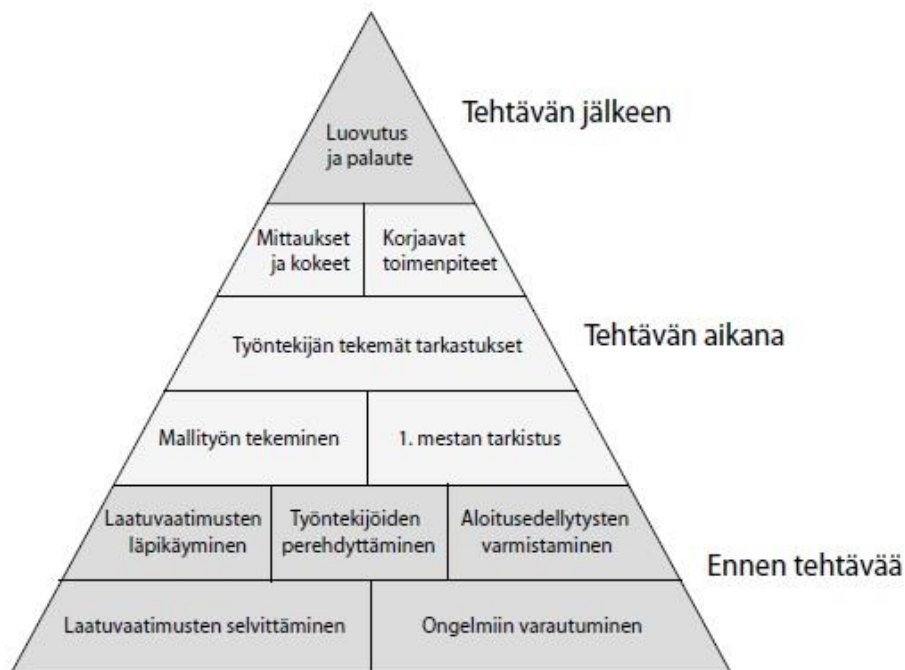 Tehtävän jälkeen
Luovutus
ja palaute
Mittaukset
ja kokeet
Korjaavat
toimenpiteet
Tehtävän aikana
Työntekijän tekemät tarkastukset
Mallityön tekeminen
1. mestan tarkistus
Laatuvaatimusten
läpikäyminen
Työntekijöiden
perehdyttäminen
Aloitusedellytysten
varmistaminen
Ennen tehtävää
Laatuvaatimusten selvittäminen
Ongelmiin varautuminen